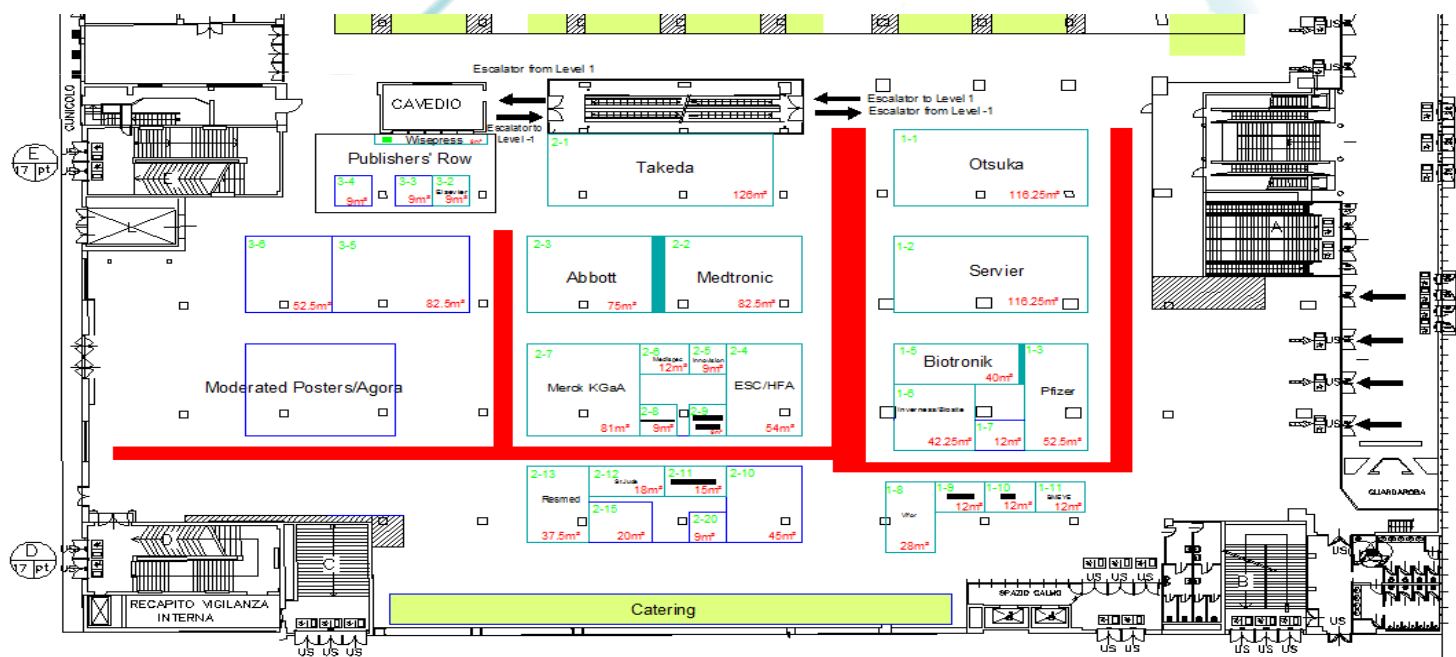 Escalator from Level 1
CAVEDIO
Escalator to Level 1
Escalator from Level -1
Escalator to
Level -1
CUNICOLO
E
17 pt
E
L
Wisepress
Publishers' Row
3-4
9m²
3-3
9m²
3-2
Elsevier
9m²
2-1
Takeda
126m²
1-1
Otsuka
116.25m²
A
3-6
52.5m²
3-5
82.5m²
2-3
Abbott
75m²
2-2
Medtronic
82.5m²
1-2
Servier
116.25m²
Moderated Posters/Agora
2-7
Merck KGaA
81m²
2-6
Medispec
12m²
2-5
Innovision
9m²
2-4
ESC/HFA
54m²
2-8
9m²
2-9
1-5
Biotronik
40m²
1-3
Pfizer
52.5m²
1-6
Inverness/Biosite
42.25m²
1-7
12m²
2-13
Resmed
37.5m²
2-12
St.Jude
18m²
2-11
15m²
2-10
45m²
2-15
20m²
2-20
9m²
1-8
Vifor
28m²
1-9
12m²
1-10
12m²
1-11
12m²
GUARDAROBA
D
17 pt
D
C
B
RECAPITO VIGILANZA
INTERNA
Catering
SPAZIO CALMO
US
US
US
US
US
US
US
US
US
US
US
US